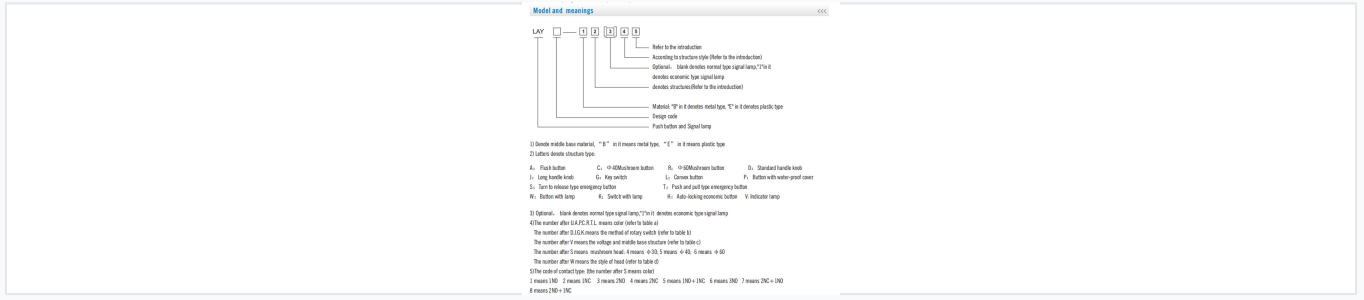 Model and meanings <<<
LAY □ — 1 2 [3] 4 5
Refer to the introduction
According to structure style(Refer to the introduction)
Optional, blank denotes normal type signal lamp,"J"in it
denotes economic type signal lamp
denotes structures(Refer to the introduction)
Material: "B" in it denotes metal type, "E" in it denotes plastic type
Design code
Push button and Signal lamp
1) Denote middle base material, “B” in it means metal type, “E” in it means plastic type
2) Letters denote structure type:
A: Flush button C: Φ40Mushroom button R: Φ60Mushroom button D: Standard handle knob
J: Long handle knob G: Key switch L: Convex button P: Button with water-proof cover
S: Turn to release type emergency button T: Push and pull type emergency button
W: Button with lamp K: Switch with lamp H: Auto-locking economic button V: Indicator lamp
3) Optional, blank denotes normal type signal lamp,"J"in it denotes economic type signal lamp
4)The number after U.A.P.C.R.T.L. means color (refer to table a)
The number after D.J.G.K.means the method of rotary switch (refer to table b)
The number after V means the voltage and middle base structure (refer to table c)
The number after S means mushroom head: 4 means Φ30; 5 means Φ40; 6 means Φ60
The number after W means the style of head (refer to table d)
5)The code of contact type: (the number after S means color)
1 means 1NO 2 means 1NC 3 means 2NO 4 means 2NC 5 means 1NO+1NC 6 means 3NO 7 means 2NC+1NO
8 means 2NO+1NC